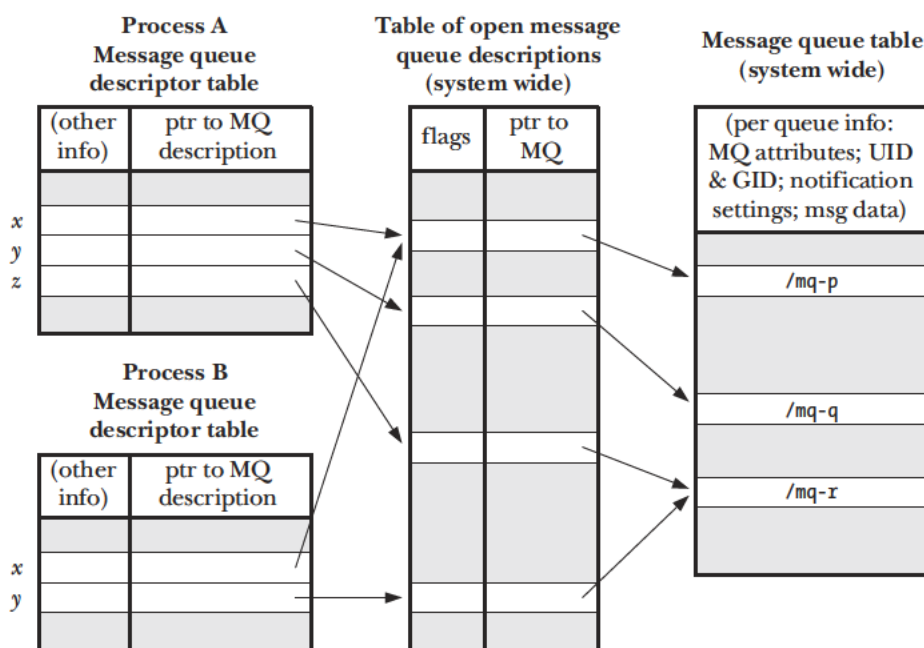 Process A
Message queue
descriptor table
(other
info)
ptr to MQ
description
x
y
z
Process B
Message queue
descriptor table
(other
info)
ptr to MQ
description
x
y
Table of open message
queue descriptions
(system wide)
flags
ptr to
MQ
Message queue table
(system wide)
(per queue info:
MQ attributes; UID
& GID; notification
settings; msg data)
/mq-p
/mq-q
/mq-r